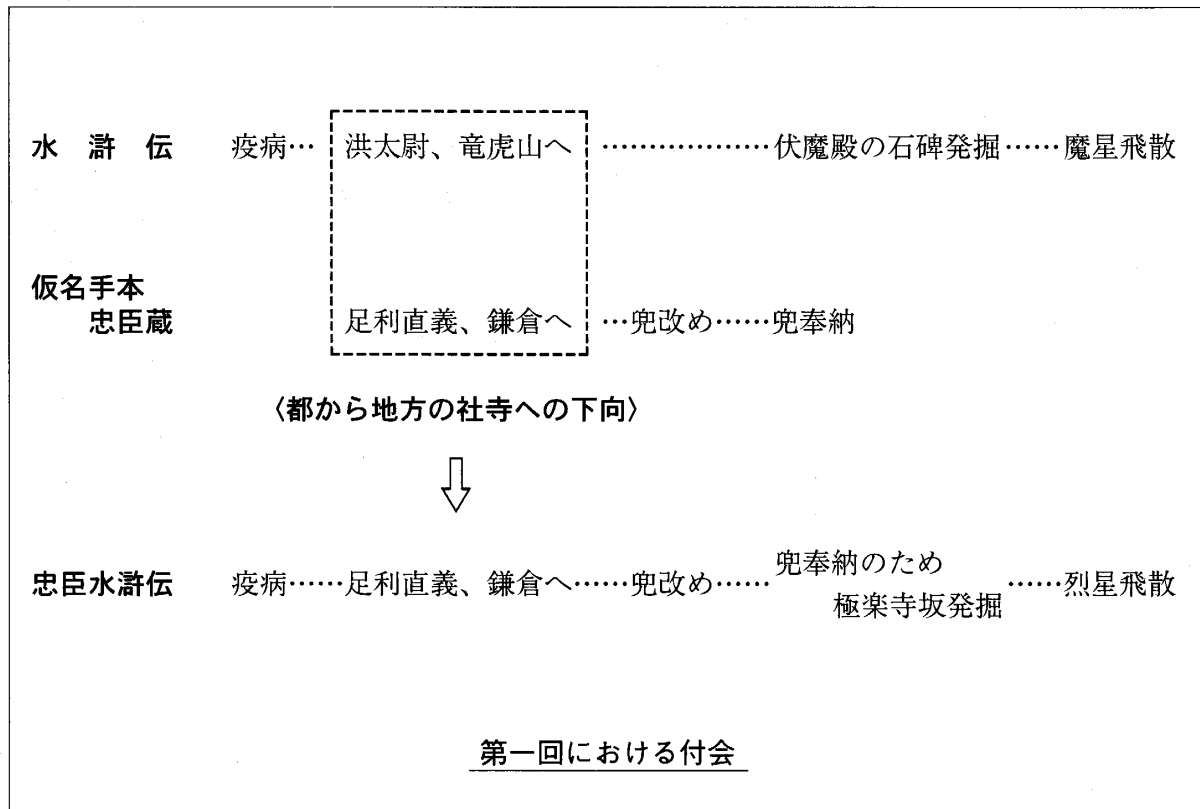 水滸伝 疫病… 洪太尉、竜虎山へ ………………伏魔殿の石碑発掘……魔星飛散
仮名手本
忠臣蔵 足利直義、鎌倉へ …兜改め……兜奉納
〈都から地方の社寺への下向〉
忠臣水滸伝 疫病……足利直義、鎌倉へ……兜改め……兜奉納のため
極楽寺坂発掘……烈星飛散
第一回における付会